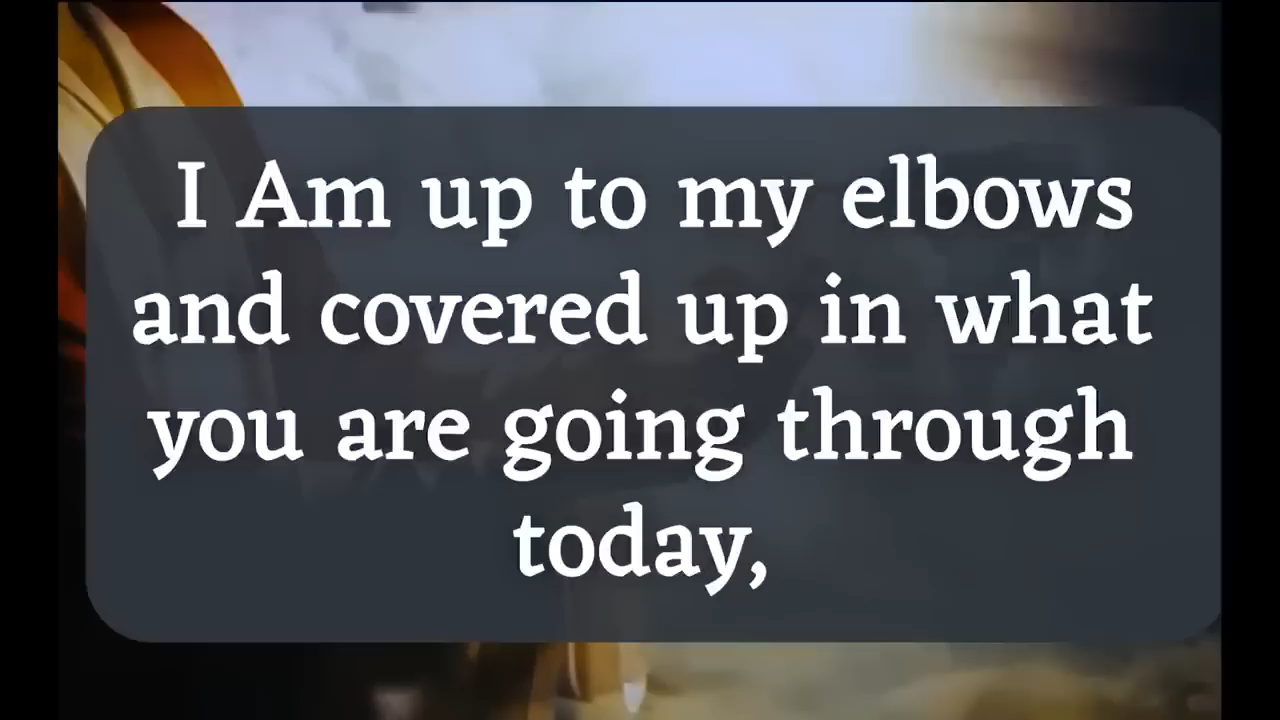 I Am up to my elbows
and covered up in what
you are going through
today,